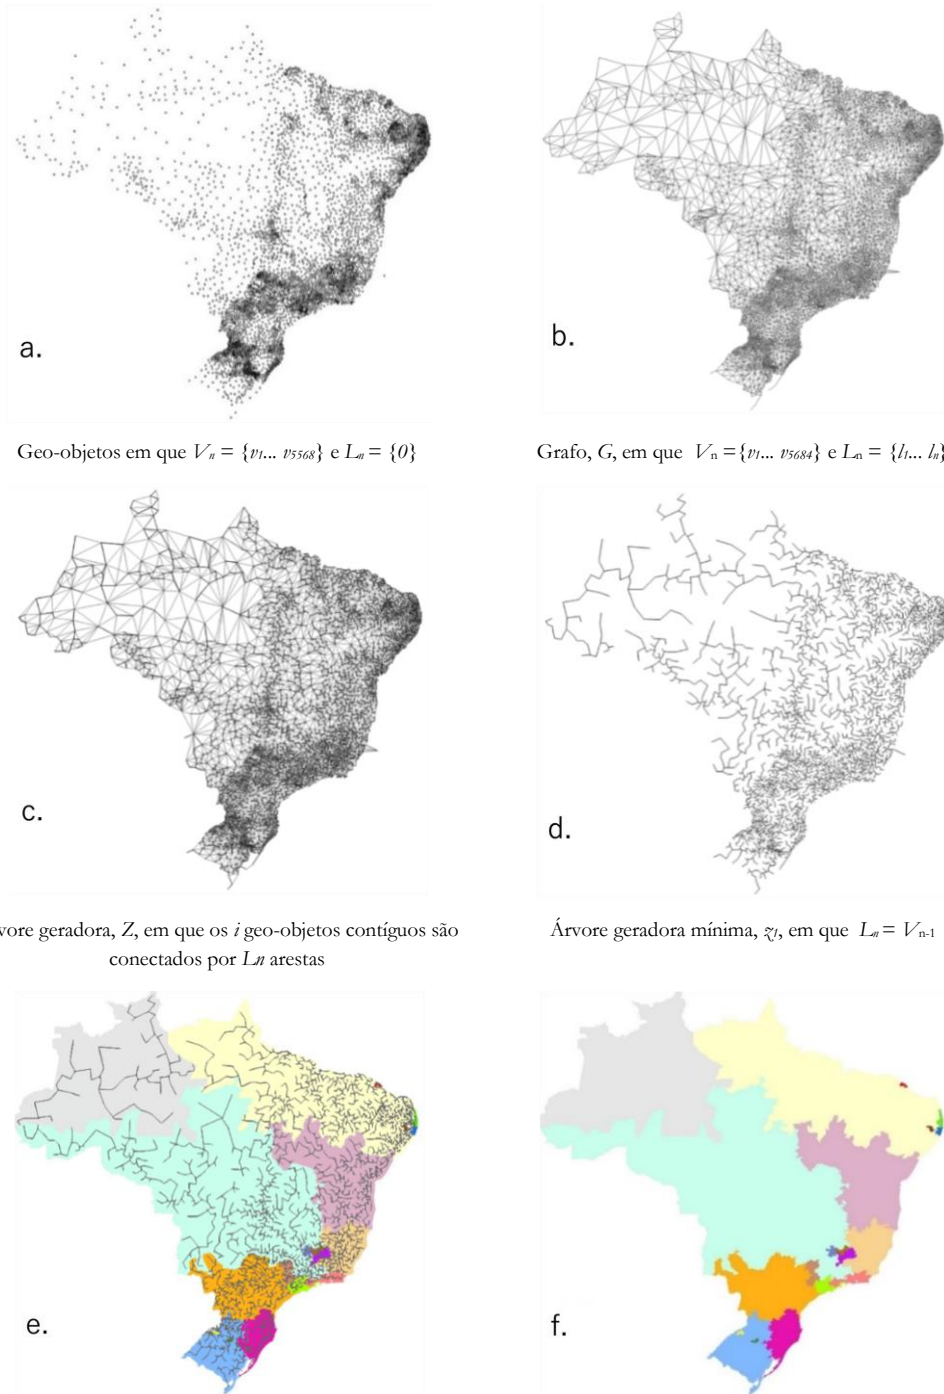 a.
b.
Geo-objetos em que Vn = {v1... v5568} e Ln = {0}
Grafo, G, em que Vn ={v1... v5684} e Ln = {l1... ln}
c.
d.
vore geradora, Z, em que os i geo-objetos contíguos são
conectados por Ln arestas
Árvore geradora mínima, z1, em que Ln = Vn-1
e.
f.